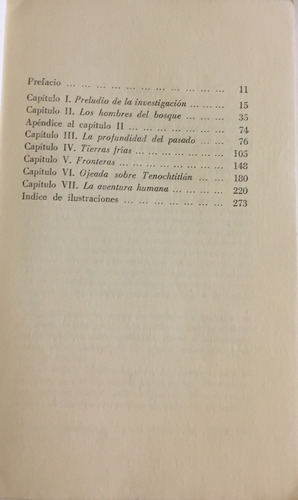 Prefacio ... ... ... ... ... ... ... ... ... ... ... 11
Capítulo I. Preludio de la investigación ... ... ... 15
Capítulo II. Los hombres del bosque ... ... ... ... 35
Apéndice al capítulo II ... ... ... ... ... ... ... 74
Capítulo III. La profundidad del pasado ... ... ... 76
Capítulo IV. Tierras frías ... ... ... ... ... ... ... 105
Capítulo V. Fronteras ... ... ... ... ... ... ... ... 148
Capítulo VI. Ojeada sobre Tenochtitlán ... ... 180
Capítulo VII. La aventura humana ... ... ... ... 220
Indice de ilustraciones ... ... ... ... ... ... ... 273